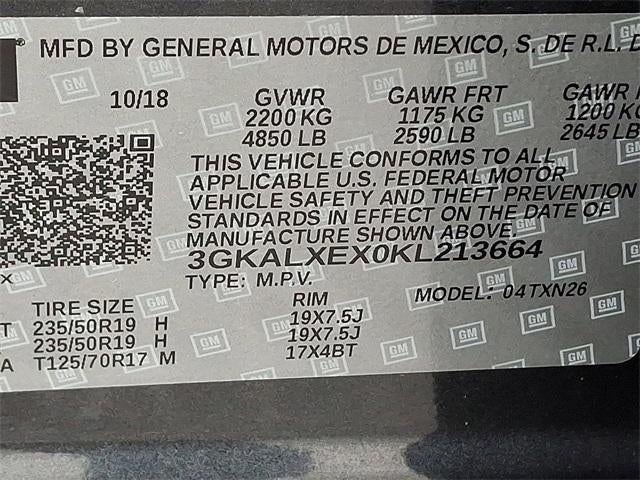 ® MFD BY GENERAL MOTORS DE MEXICO, S. DE R.L. D
10/18 GVWR GAWR FRT GAWR
2200 KG 1175 KG 1200 KG
4850 LB 2590 LB 2645 LB
THIS VEHICLE CONFORMS TO ALL
APPLICABLE U.S. FEDERAL MOTOR
VEHICLE SAFETY AND THEFT PREVENTION
STANDARDS IN EFFECT ON THE DATE OF
MANUFACTURE SHOWN ABOVE.
3GKALXEX0KL213664
X TYPE: M.P.V. MODEL: 04TXN26
TIRE SIZE RIM
T 235/50R19 H 19X7.5J
235/50R19 H 19X7.5J
A T125/70R17 M 17X4BT
GM